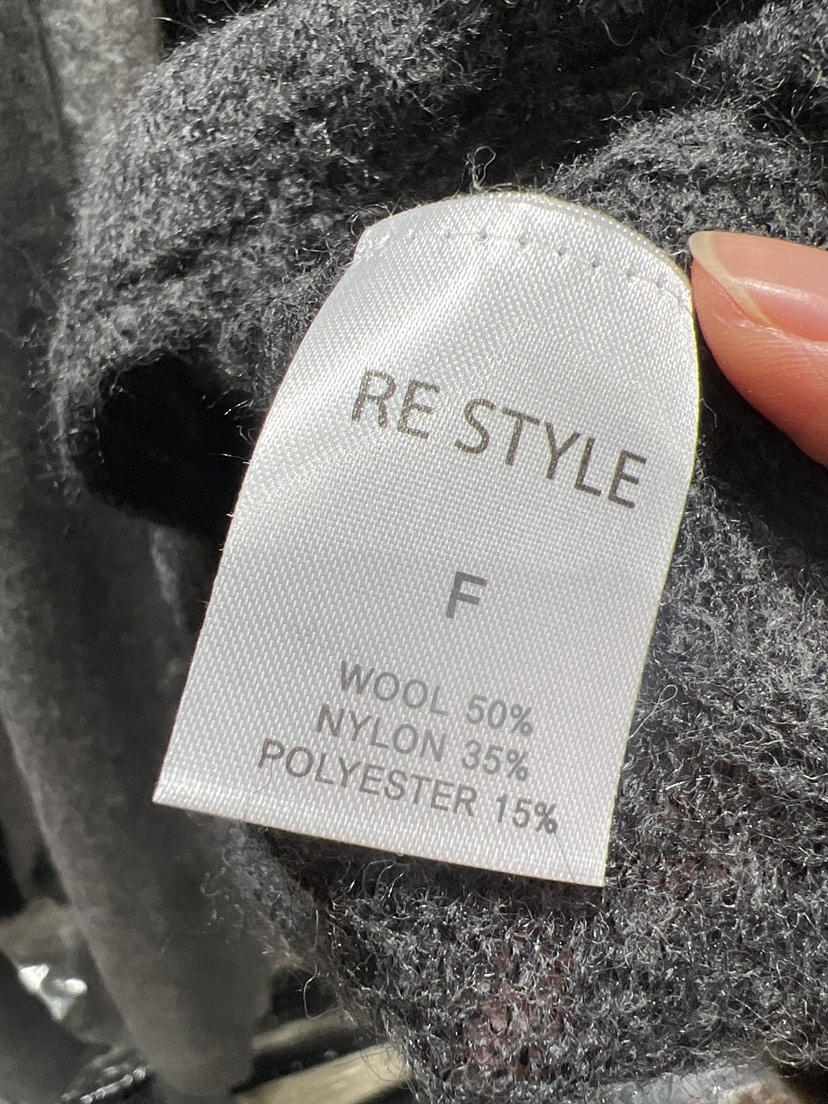 RE STYLE
F
WOOL 50%
NYLON 35%
POLYESTER 15%